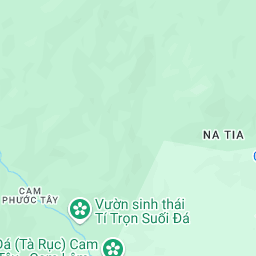 NA TIA
CAM
PHƯỚC TÂY
Vườn sinh thái
Tí Trọn Suối Đá
Đá (Tà Rục) Cam